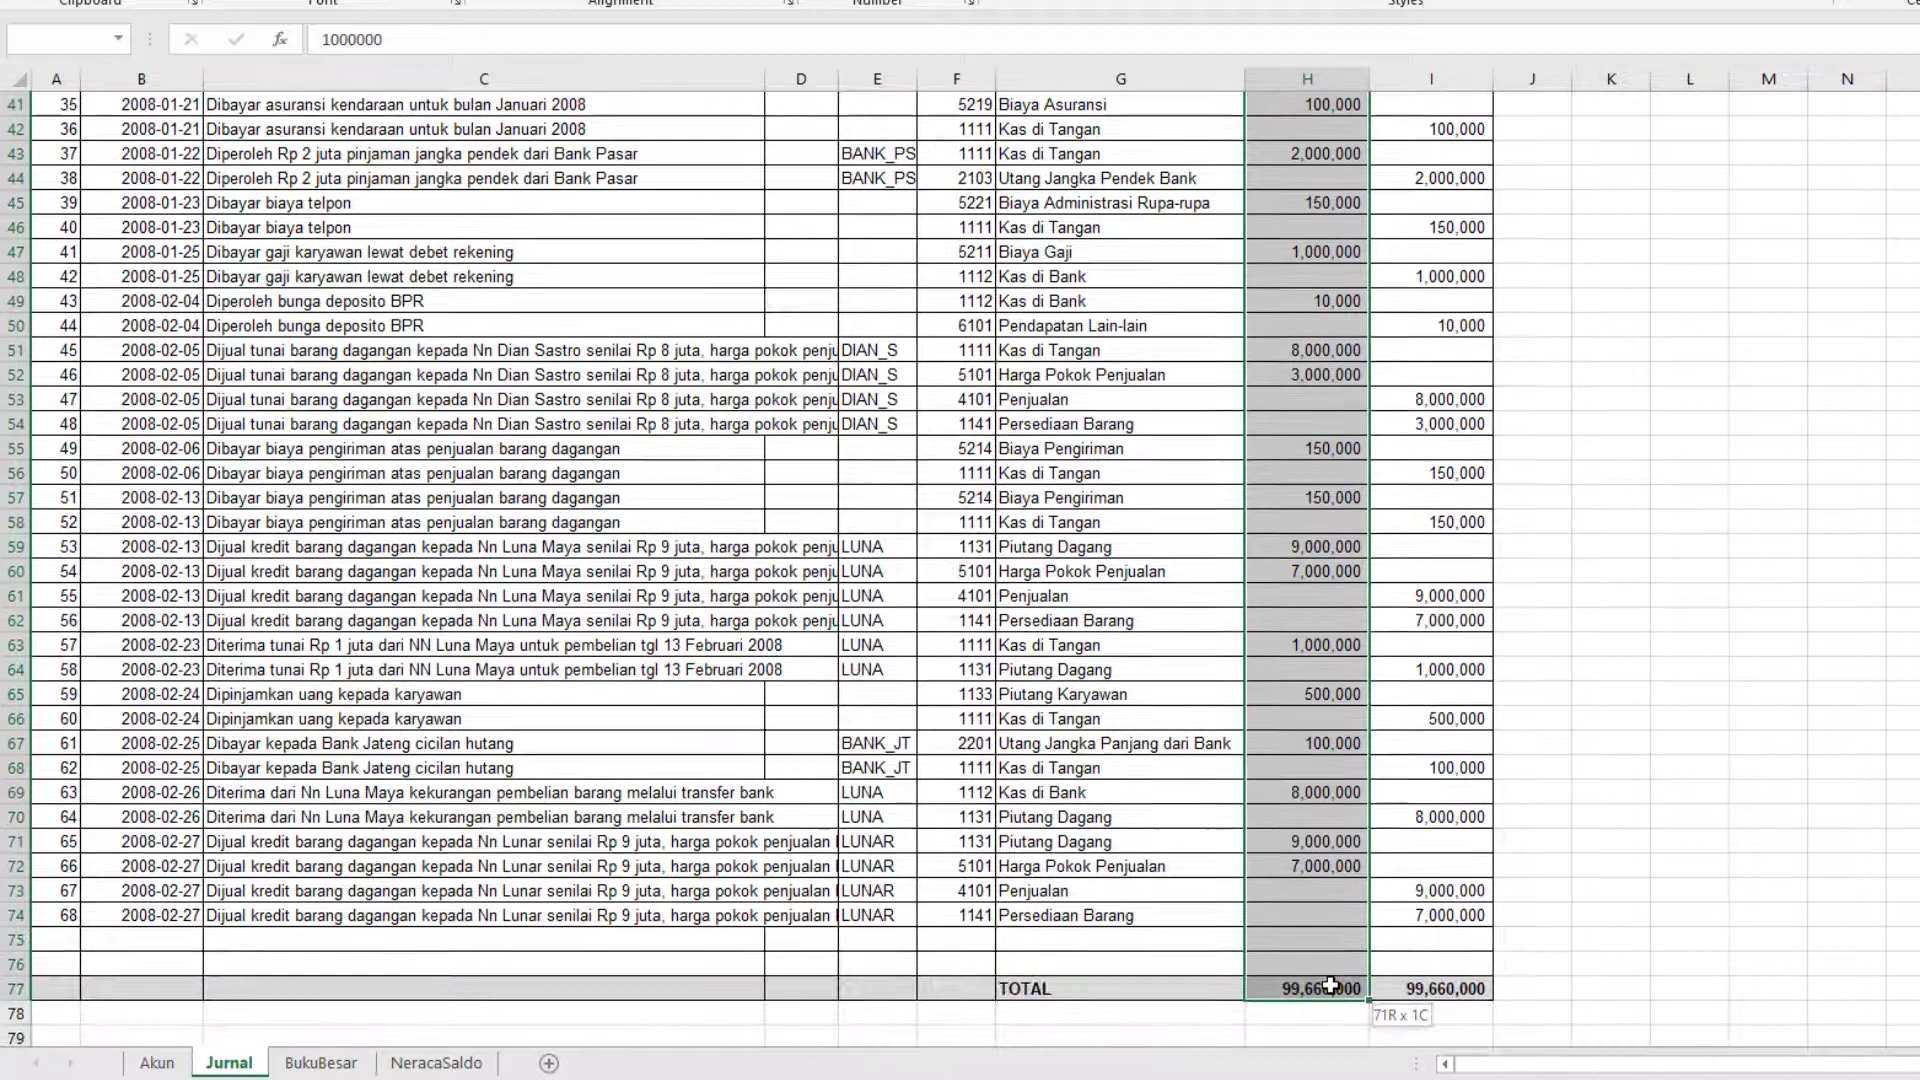 Clipboard Font Alignment Number Styles
1000000
A B C D E F G H I J K L M N
41 35 2008-01-21 Dibayar asuransi kendaraan untuk bulan Januari 2008 5219 Biaya Asuransi 100,000
42 36 2008-01-21 Dibayar asuransi kendaraan untuk bulan Januari 2008 1111 Kas di Tangan 100,000
43 37 2008-01-22 Diperoleh Rp 2 juta pinjaman jangka pendek dari Bank Pasar BANK_PS 1111 Kas di Tangan 2,000,000
44 38 2008-01-22 Diperoleh Rp 2 juta pinjaman jangka pendek dari Bank Pasar BANK_PS 2103 Utang Jangka Pendek Bank 2,000,000
45 39 2008-01-23 Dibayar biaya telpon 5221 Biaya Administrasi Rupa-rupa 150,000
46 40 2008-01-23 Dibayar biaya telpon 1111 Kas di Tangan 150,000
47 41 2008-01-25 Dibayar gaji karyawan lewat debet rekening 5211 Biaya Gaji 1,000,000
48 42 2008-01-25 Dibayar gaji karyawan lewat debet rekening 1112 Kas di Bank 1,000,000
49 43 2008-02-04 Diperoleh bunga deposito BPR 1112 Kas di Bank 10,000
50 44 2008-02-04 Diperoleh bunga deposito BPR 6101 Pendapatan Lain-lain 10,000
51 45 2008-02-05 Dijual tunai barang dagangan kepada Nn Dian Sastro senilai Rp 8 juta, harga pokok penju DIAN_S 1111 Kas di Tangan 8,000,000
52 46 2008-02-05 Dijual tunai barang dagangan kepada Nn Dian Sastro senilai Rp 8 juta, harga pokok penju DIAN_S 5101 Harga Pokok Penjualan 3,000,000
53 47 2008-02-05 Dijual tunai barang dagangan kepada Nn Dian Sastro senilai Rp 8 juta, harga pokok penju DIAN_S 4101 Penjualan 8,000,000
54 48 2008-02-05 Dijual tunai barang dagangan kepada Nn Dian Sastro senilai Rp 8 juta, harga pokok penju DIAN_S 1141 Persediaan Barang 3,000,000
55 49 2008-02-06 Dibayar biaya pengiriman atas penjualan barang dagangan 5214 Biaya Pengiriman 150,000
56 50 2008-02-06 Dibayar biaya pengiriman atas penjualan barang dagangan 1111 Kas di Tangan 150,000
57 51 2008-02-13 Dibayar biaya pengiriman atas penjualan barang dagangan 5214 Biaya Pengiriman 150,000
58 52 2008-02-13 Dibayar biaya pengiriman atas penjualan barang dagangan 1111 Kas di Tangan 150,000
59 53 2008-02-13 Dijual kredit barang dagangan kepada Nn Luna Maya senilai Rp 9 juta, harga pokok penju LUNA 1131 Piutang Dagang 9,000,000
60 54 2008-02-13 Dijual kredit barang dagangan kepada Nn Luna Maya senilai Rp 9 juta, harga pokok penju LUNA 5101 Harga Pokok Penjualan 7,000,000
61 55 2008-02-13 Dijual kredit barang dagangan kepada Nn Luna Maya senilai Rp 9 juta, harga pokok penju LUNA 4101 Penjualan 9,000,000
62 56 2008-02-13 Dijual kredit barang dagangan kepada Nn Luna Maya senilai Rp 9 juta, harga pokok penju LUNA 1141 Persediaan Barang 7,000,000
63 57 2008-02-23 Diterima tunai Rp 1 juta dari NN Luna Maya untuk pembelian tgl 13 Februari 2008 LUNA 1111 Kas di Tangan 1,000,000
64 58 2008-02-23 Diterima tunai Rp 1 juta dari NN Luna Maya untuk pembelian tgl 13 Februari 2008 LUNA 1131 Piutang Dagang 1,000,000
65 59 2008-02-24 Dipinjamkan uang kepada karyawan 1133 Piutang Karyawan 500,000
66 60 2008-02-24 Dipinjamkan uang kepada karyawan 1111 Kas di Tangan 500,000
67 61 2008-02-25 Dibayar kepada Bank Jateng cicilan hutang BANK_JT 2201 Utang Jangka Panjang dari Bank 100,000
68 62 2008-02-25 Dibayar kepada Bank Jateng cicilan hutang BANK_JT 1111 Kas di Tangan 100,000
69 63 2008-02-26 Diterima dari Nn Luna Maya kekurangan pembelian barang melalui transfer bank LUNA 1112 Kas di Bank 8,000,000
70 64 2008-02-26 Diterima dari Nn Luna Maya kekurangan pembelian barang melalui transfer bank LUNA 1131 Piutang Dagang 8,000,000
71 65 2008-02-27 Dijual kredit barang dagangan kepada Nn Lunar senilai Rp 9 juta, harga pokok penjualan LUNAR 1131 Piutang Dagang 9,000,000
72 66 2008-02-27 Dijual kredit barang dagangan kepada Nn Lunar senilai Rp 9 juta, harga pokok penjualan LUNAR 5101 Harga Pokok Penjualan 7,000,000
73 67 2008-02-27 Dijual kredit barang dagangan kepada Nn Lunar senilai Rp 9 juta, harga pokok penjualan LUNAR 4101 Penjualan 9,000,000
74 68 2008-02-27 Dijual kredit barang dagangan kepada Nn Lunar senilai Rp 9 juta, harga pokok penjualan LUNAR 1141 Persediaan Barang 7,000,000
75
76
77 TOTAL 99,660,000 99,660,000
78 71R x 1C
79
Akun Jurnal BukuBesar NeracaSaldo